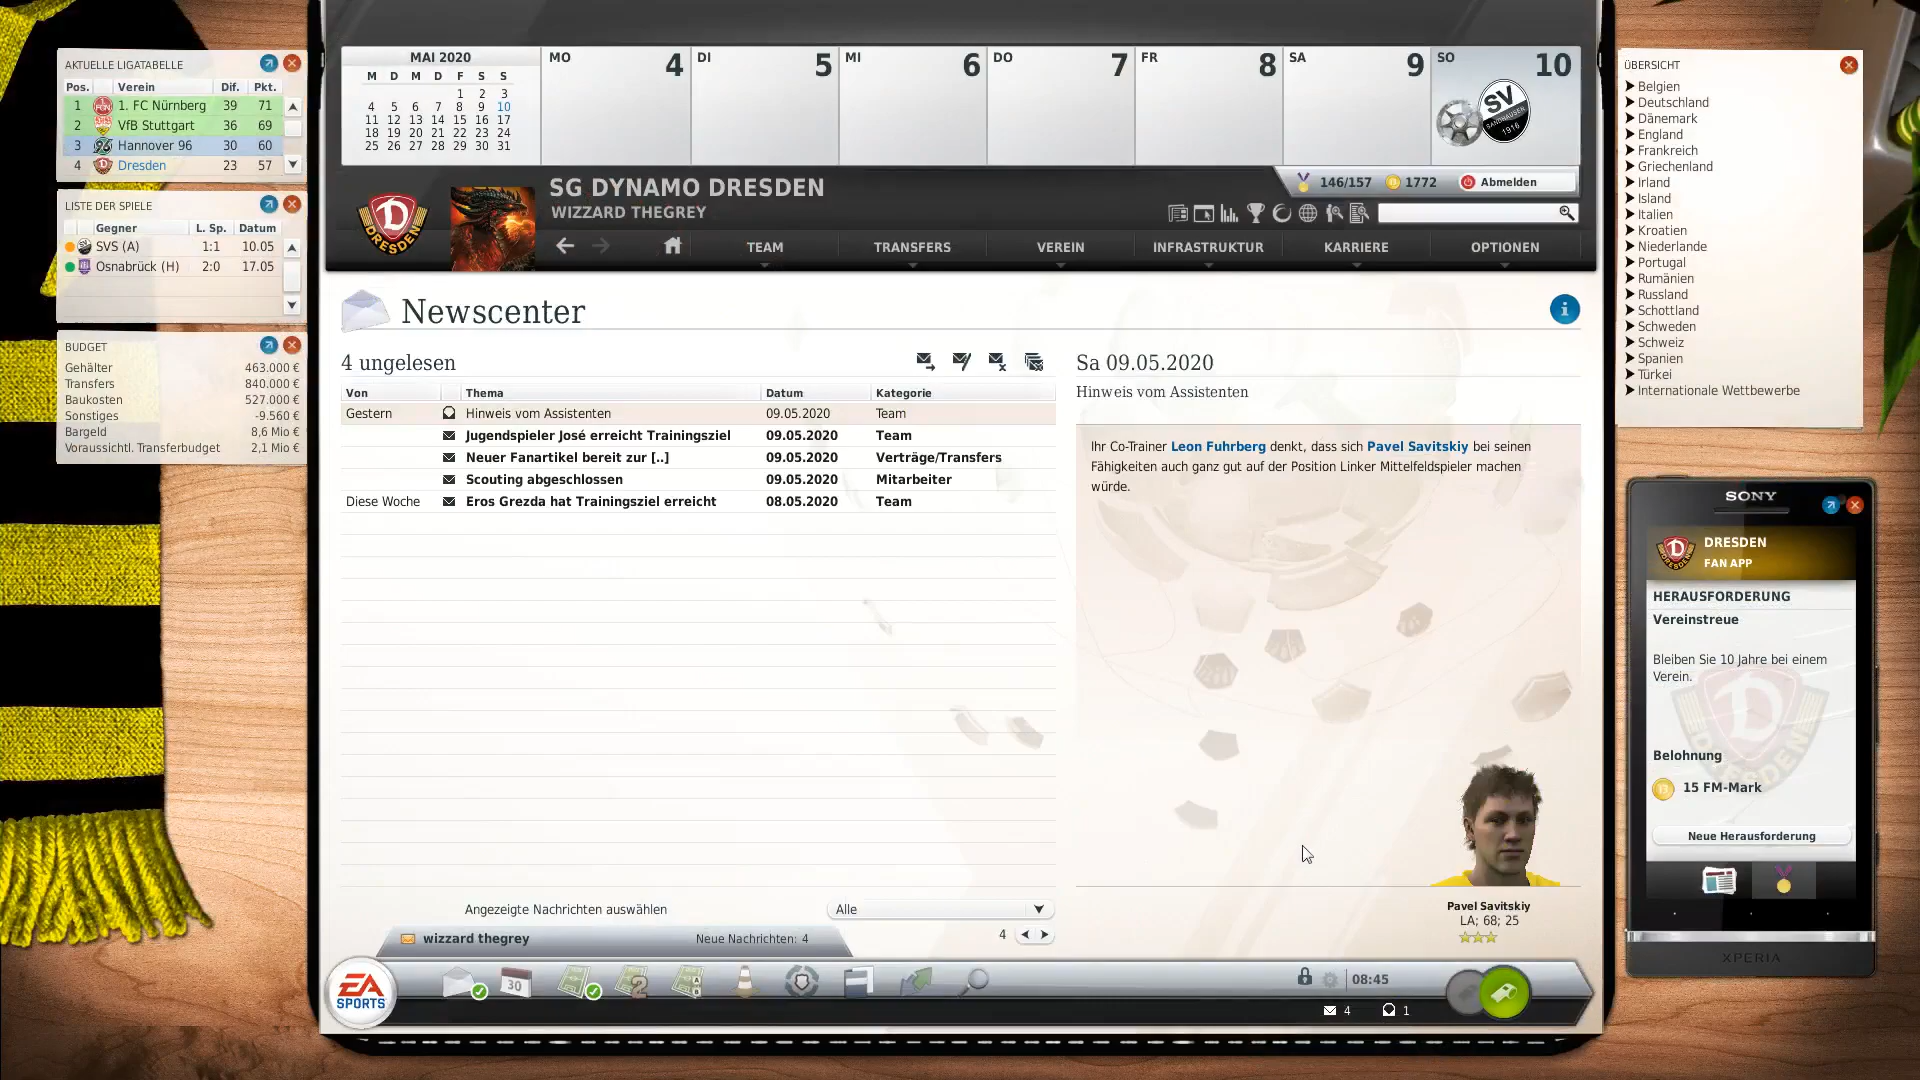 AKTUELLE LIGATABELLE
Pos. Verein Dif. Pkt.
1 1. FC Nürnberg 39 71
2 VfB Stuttgart 36 69
3 Hannover 96 30 60
4 Dresden 23 57
LISTE DER SPIELE
Gegner L. Sp. Datum
SVS (A) 1:1 10.05
Osnabrück (H) 2:0 17.05
BUDGET
Gehälter 463.000 €
Transfers 840.000 €
Baukosten 527.000 €
Sonstiges -9.560 €
Bargeld 8,6 Mio €
Voraussichtl. Transferbudget 2,1 Mio €
MAI 2020
M D M D F S S
1 2 3
4 5 6 7 8 9 10
11 12 13 14 15 16 17
18 19 20 21 22 23 24
25 26 27 28 29 30 31
MO 4 DI 5 MI 6 DO 7 FR 8 SA 9 SO 10
SV
SANDHAUSEN
1916
146/157 1772 Abmelden
D
DRESDEN
SG DYNAMO DRESDEN
WIZZARD THEGREY
TEAM TRANSFERS VEREIN INFRASTRUKTUR KARRIERE OPTIONEN
Newscenter
i
4 ungelesen
Von Thema Datum Kategorie
Gestern Hinweis vom Assistenten 09.05.2020 Team
Jugendspieler José erreicht Trainingsziel 09.05.2020 Team
Neuer Fanartikel bereit zur [..] 09.05.2020 Verträge/Transfers
Scouting abgeschlossen 09.05.2020 Mitarbeiter
Diese Woche Eros Grezda hat Trainingsziel erreicht 08.05.2020 Team
Sa 09.05.2020
Hinweis vom Assistenten
Ihr Co-Trainer Leon Fuhrberg denkt, dass sich Pavel Savitskiy bei seinen
Fähigkeiten auch ganz gut auf der Position Linker Mittelfeldspieler machen
würde.
Pavel Savitskiy
LA; 68; 25
Angezeigte Nachrichten auswählen Alle
4
wizzard thegrey Neue Nachrichten: 4
EA
SPORTS
30
2
08:45
4 1
ÜBERSICHT
Belgien
Deutschland
Dänemark
England
Frankreich
Griechenland
Irland
Island
Italien
Kroatien
Niederlande
Portugal
Rumänien
Russland
Schottland
Schweden
Schweiz
Spanien
Türkei
Internationale Wettbewerbe
SONY
DRESDEN
FAN APP
HERAUSFORDERUNG
Vereinstreue
Bleiben Sie 10 Jahre bei einem
Verein.
Belohnung
15 FM-Mark
Neue Herausforderung
XPERIA